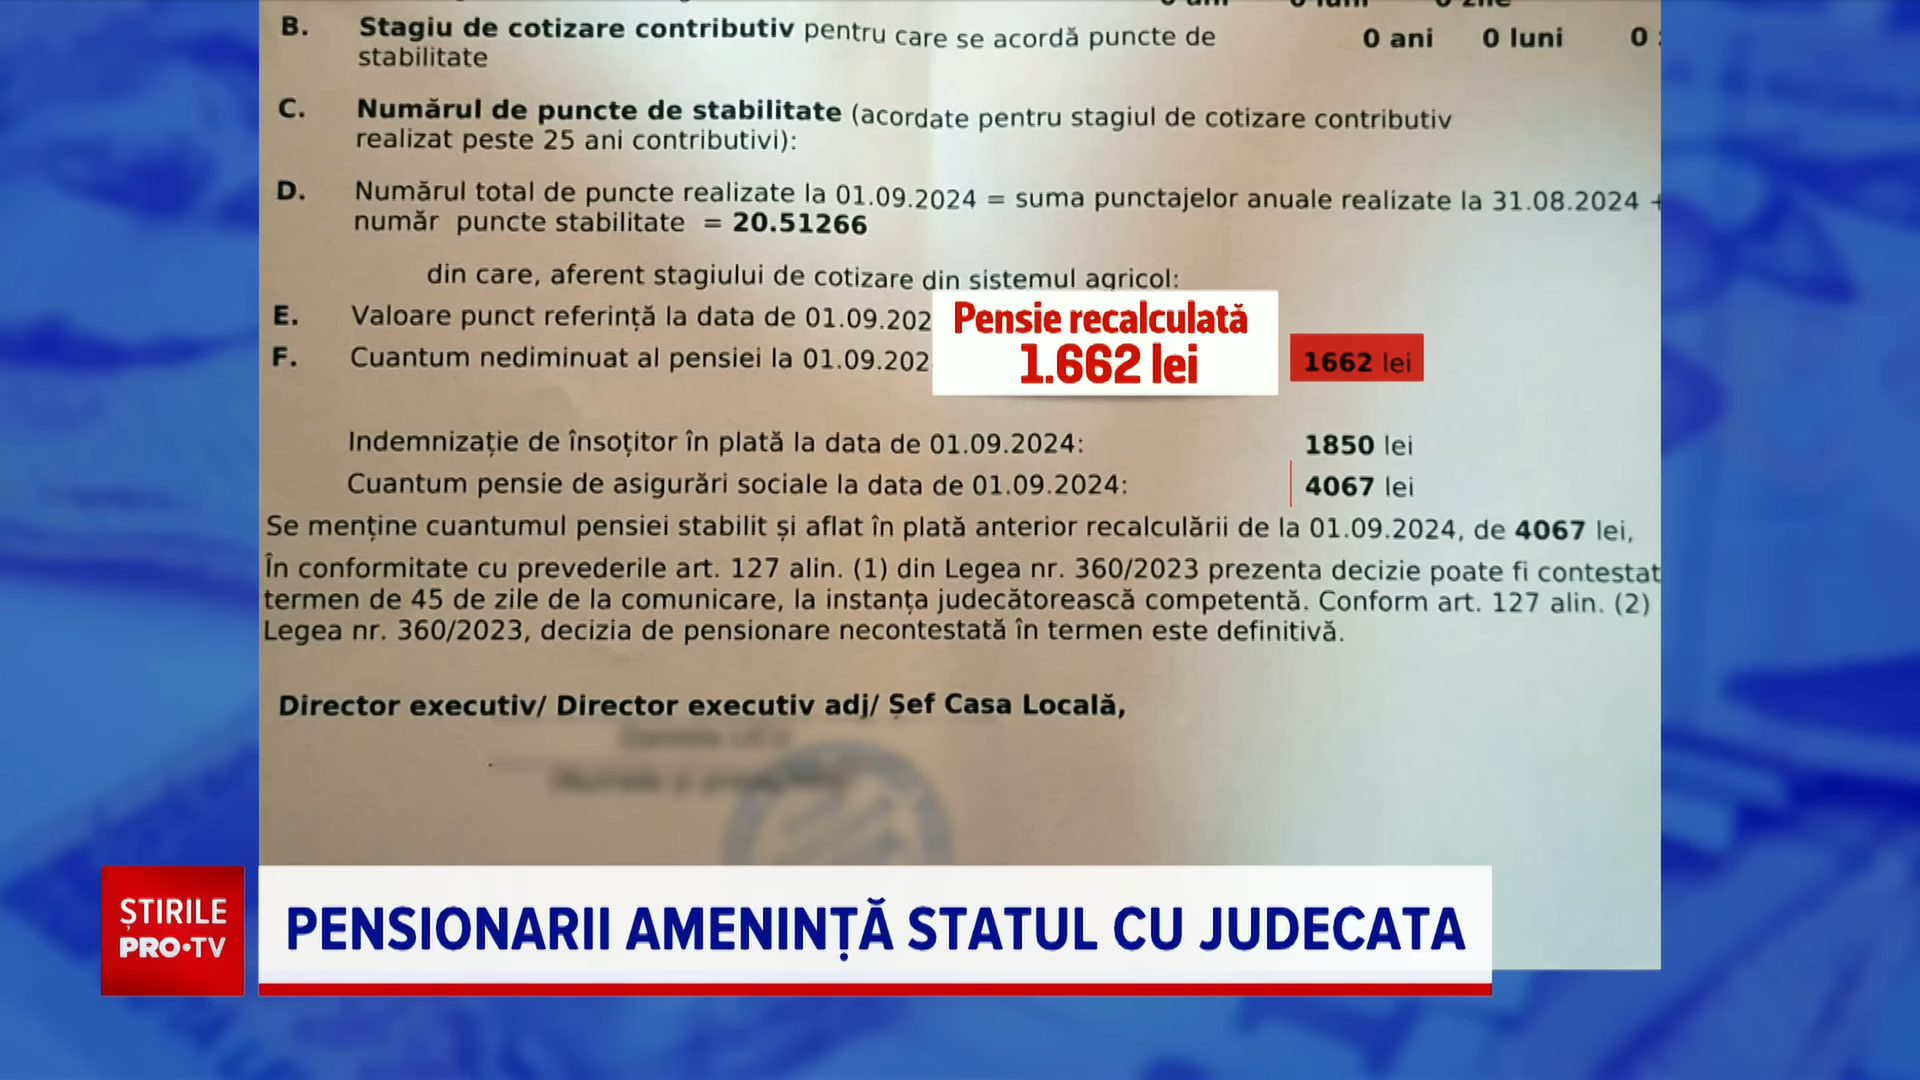 B. Stagiu de cotizare contributiv pentru care se acordă puncte de 0 ani 0 luni 0
stabilitate
C. Numărul de puncte de stabilitate (acordate pentru stagiul de cotizare contributiv
realizat peste 25 ani contributivi):
D. Numărul total de puncte realizate la 01.09.2024 = suma punctajelor anuale realizate la 31.08.2024 +
număr puncte stabilitate = 20.51266
din care, aferent stagiului de cotizare din sistemul agricol:
E. Valoare punct referință la data de 01.09.202
F. Cuantum nediminuat al pensiei la 01.09.202 1662 lei
Pensie recalculată
1.662 lei
Indemnizație de însoțitor în plată la data de 01.09.2024: 1850 lei
Cuantum pensie de asigurări sociale la data de 01.09.2024: 4067 lei
Se menține cuantumul pensiei stabilit și aflat în plată anterior recalculării de la 01.09.2024, de 4067 lei,
În conformitate cu prevederile art. 127 alin. (1) din Legea nr. 360/2023 prezenta decizie poate fi contestat
termen de 45 de zile de la comunicare, la instanța judecătorească competentă. Conform art. 127 alin. (2)
Legea nr. 360/2023, decizia de pensionare necontestată în termen este definitivă.
Director executiv/ Director executiv adj/ Șef Casa Locală,
ȘTIRILE
PRO•TV
PENSIONARII AMENINȚĂ STATUL CU JUDECATA